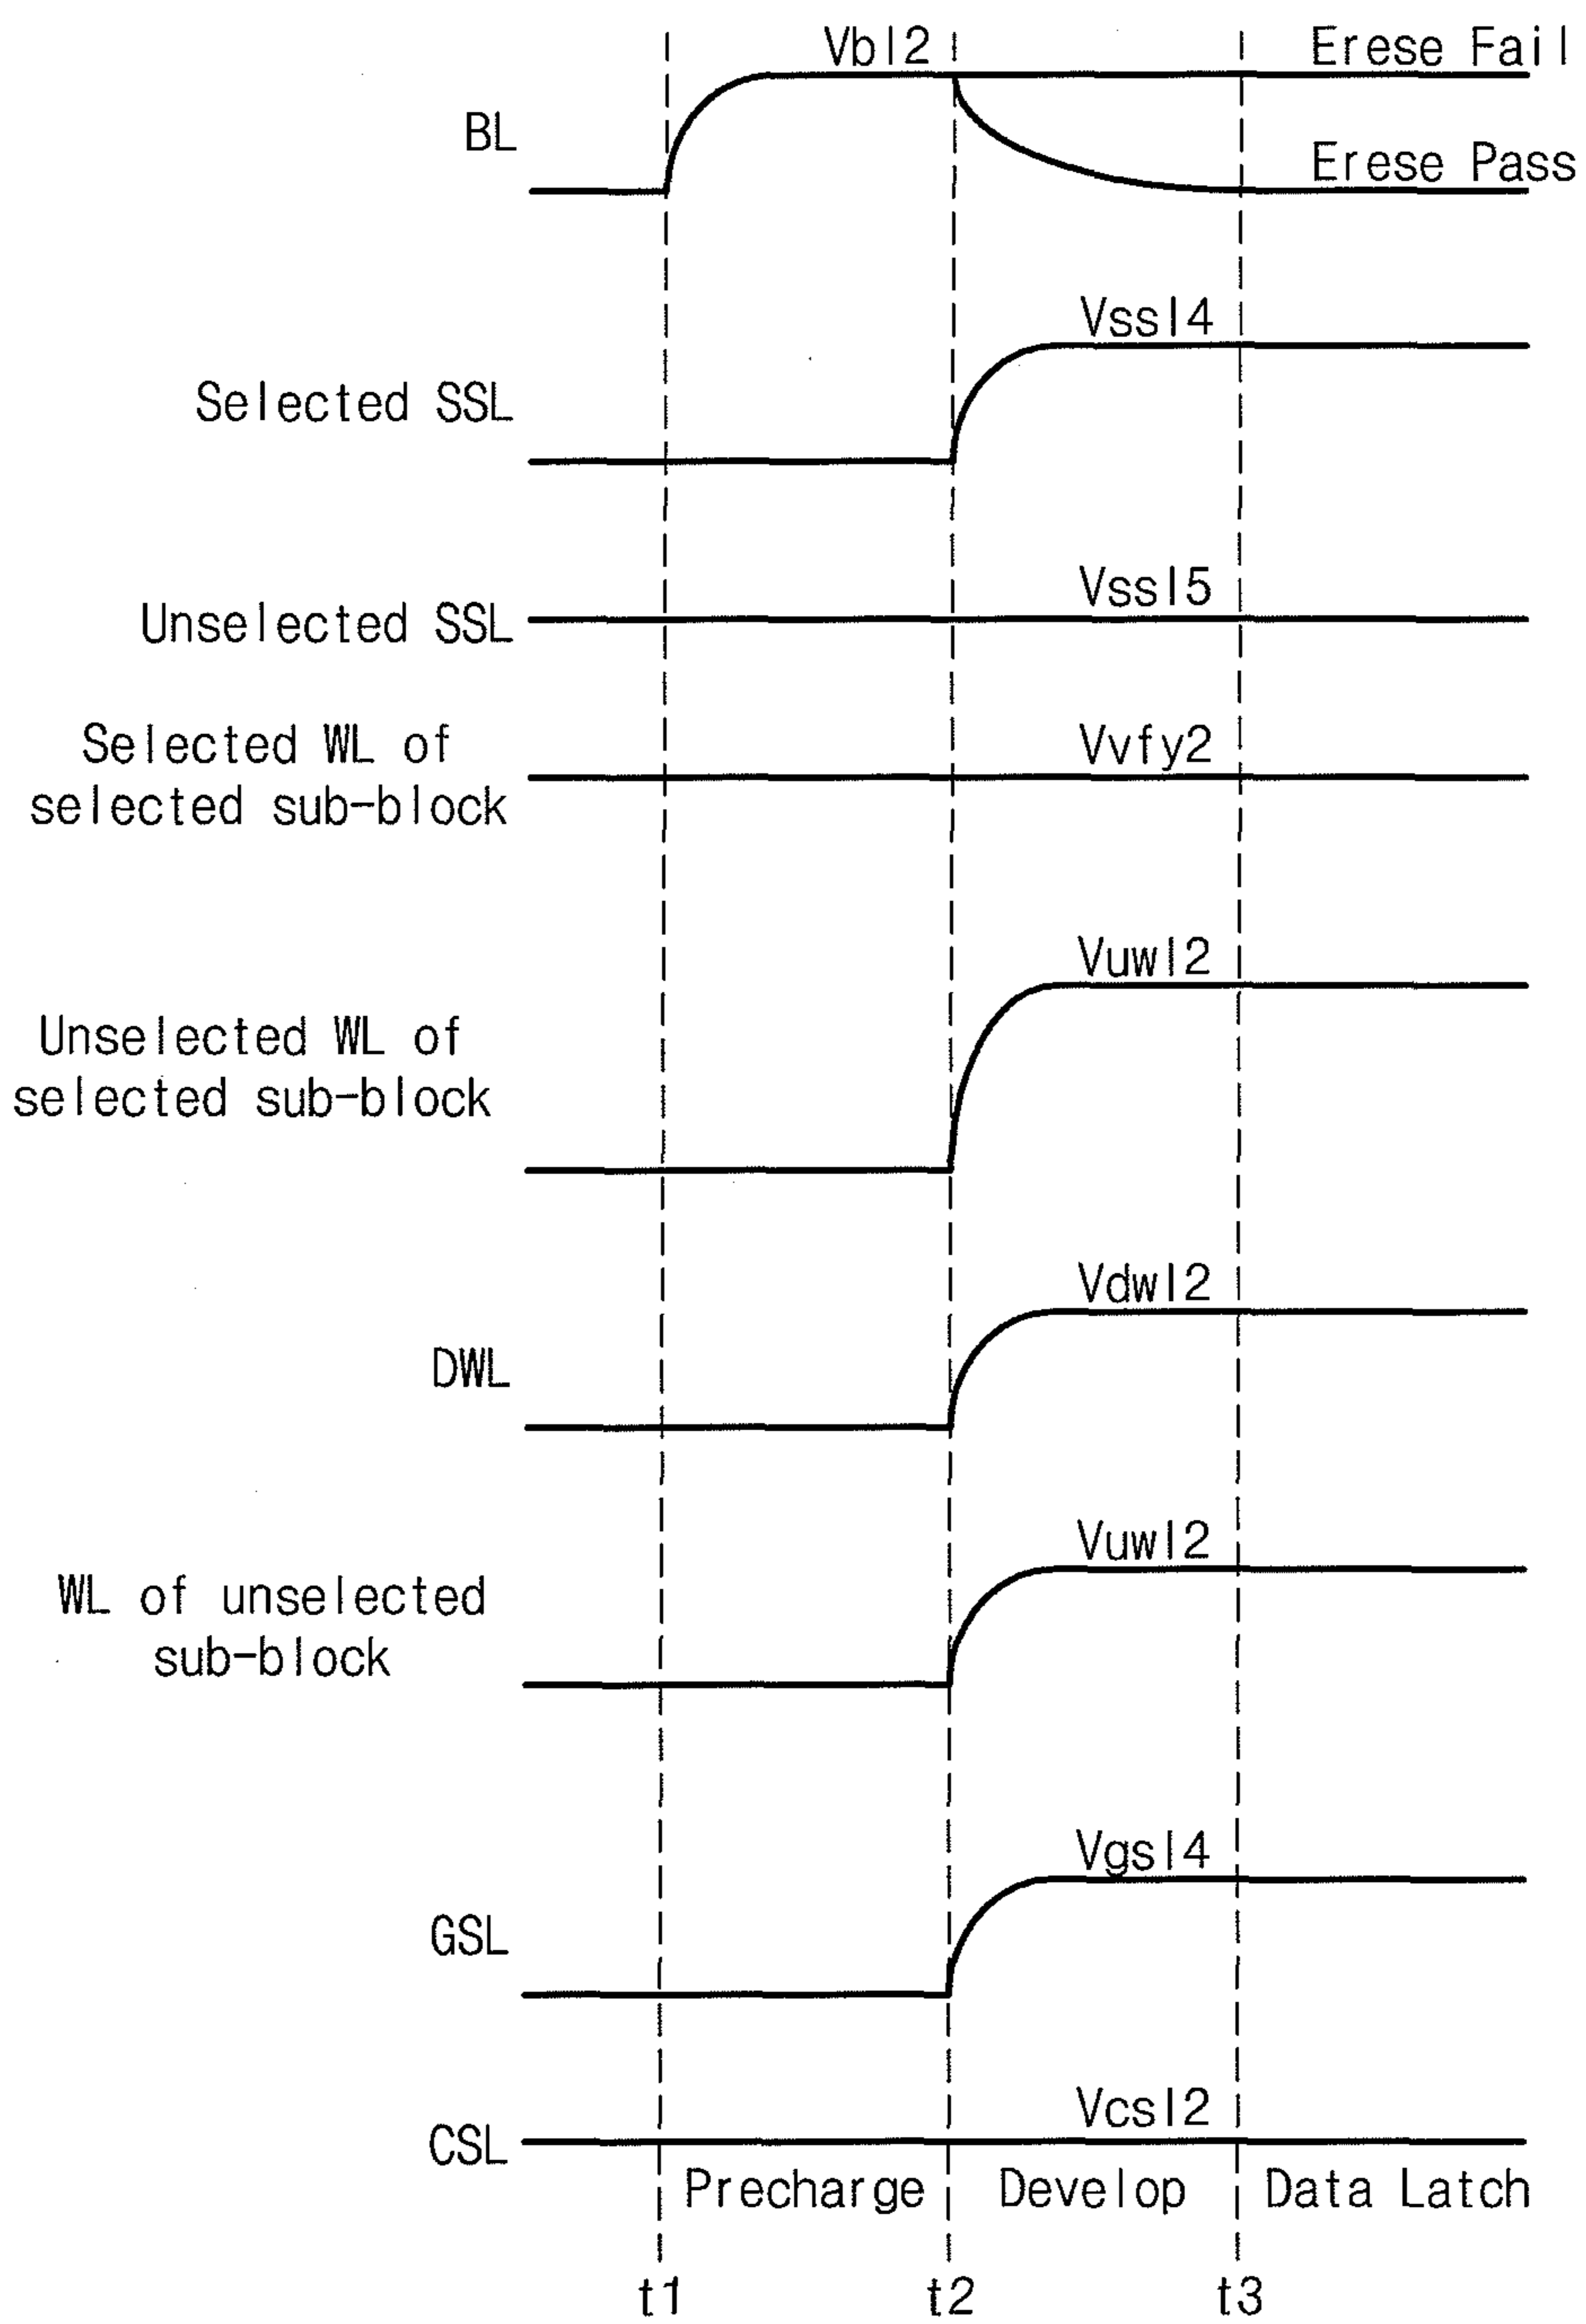 Vbl2
Erese Fail
BL
Erese Pass
Vssl4
Selected SSL
Vssl5
Unselected SSL
Selected WL of
selected sub-block
Vvfy2
Vuwl2
Unselected WL of
selected sub-block
Vdwl2
DWL
Vuwl2
WL of unselected
sub-block
Vgsl4
GSL
Vcsl2
CSL
Precharge
Develop
Data Latch
t1
t2
t3